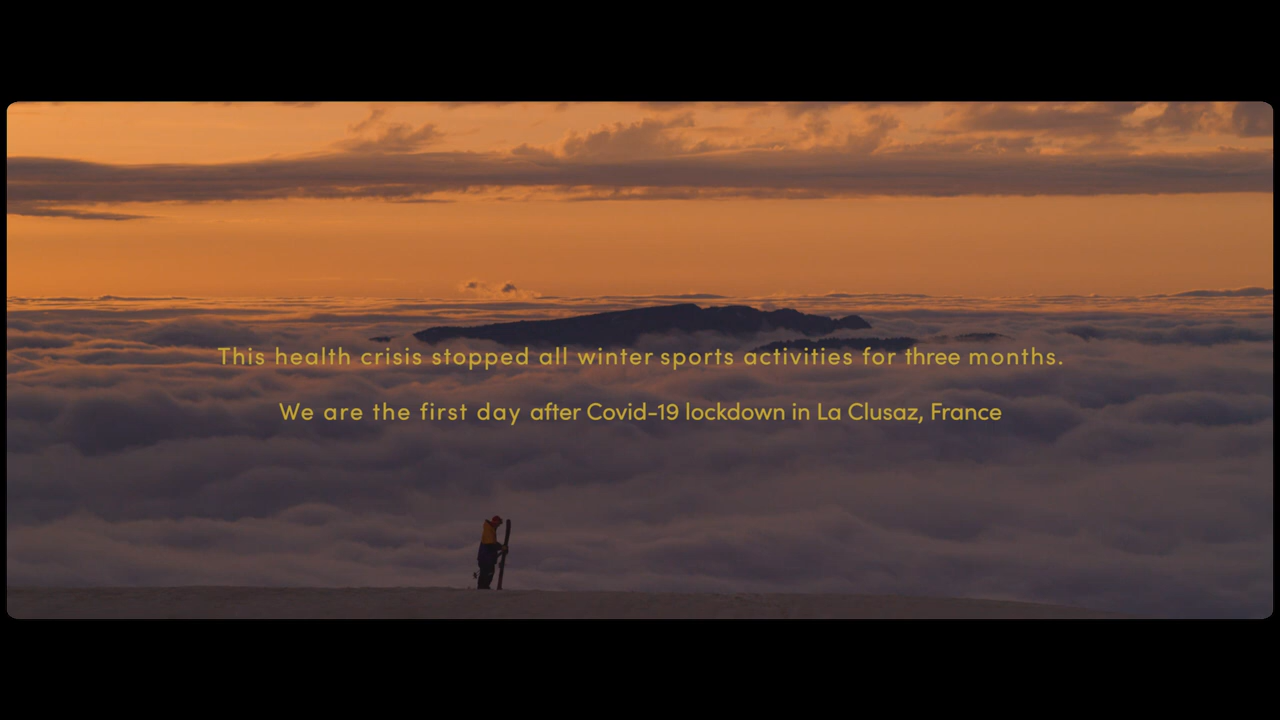 This health crisis stopped all winter sports activities for three months.
We are the first day after Covid-19 lockdown in La Clusaz, France